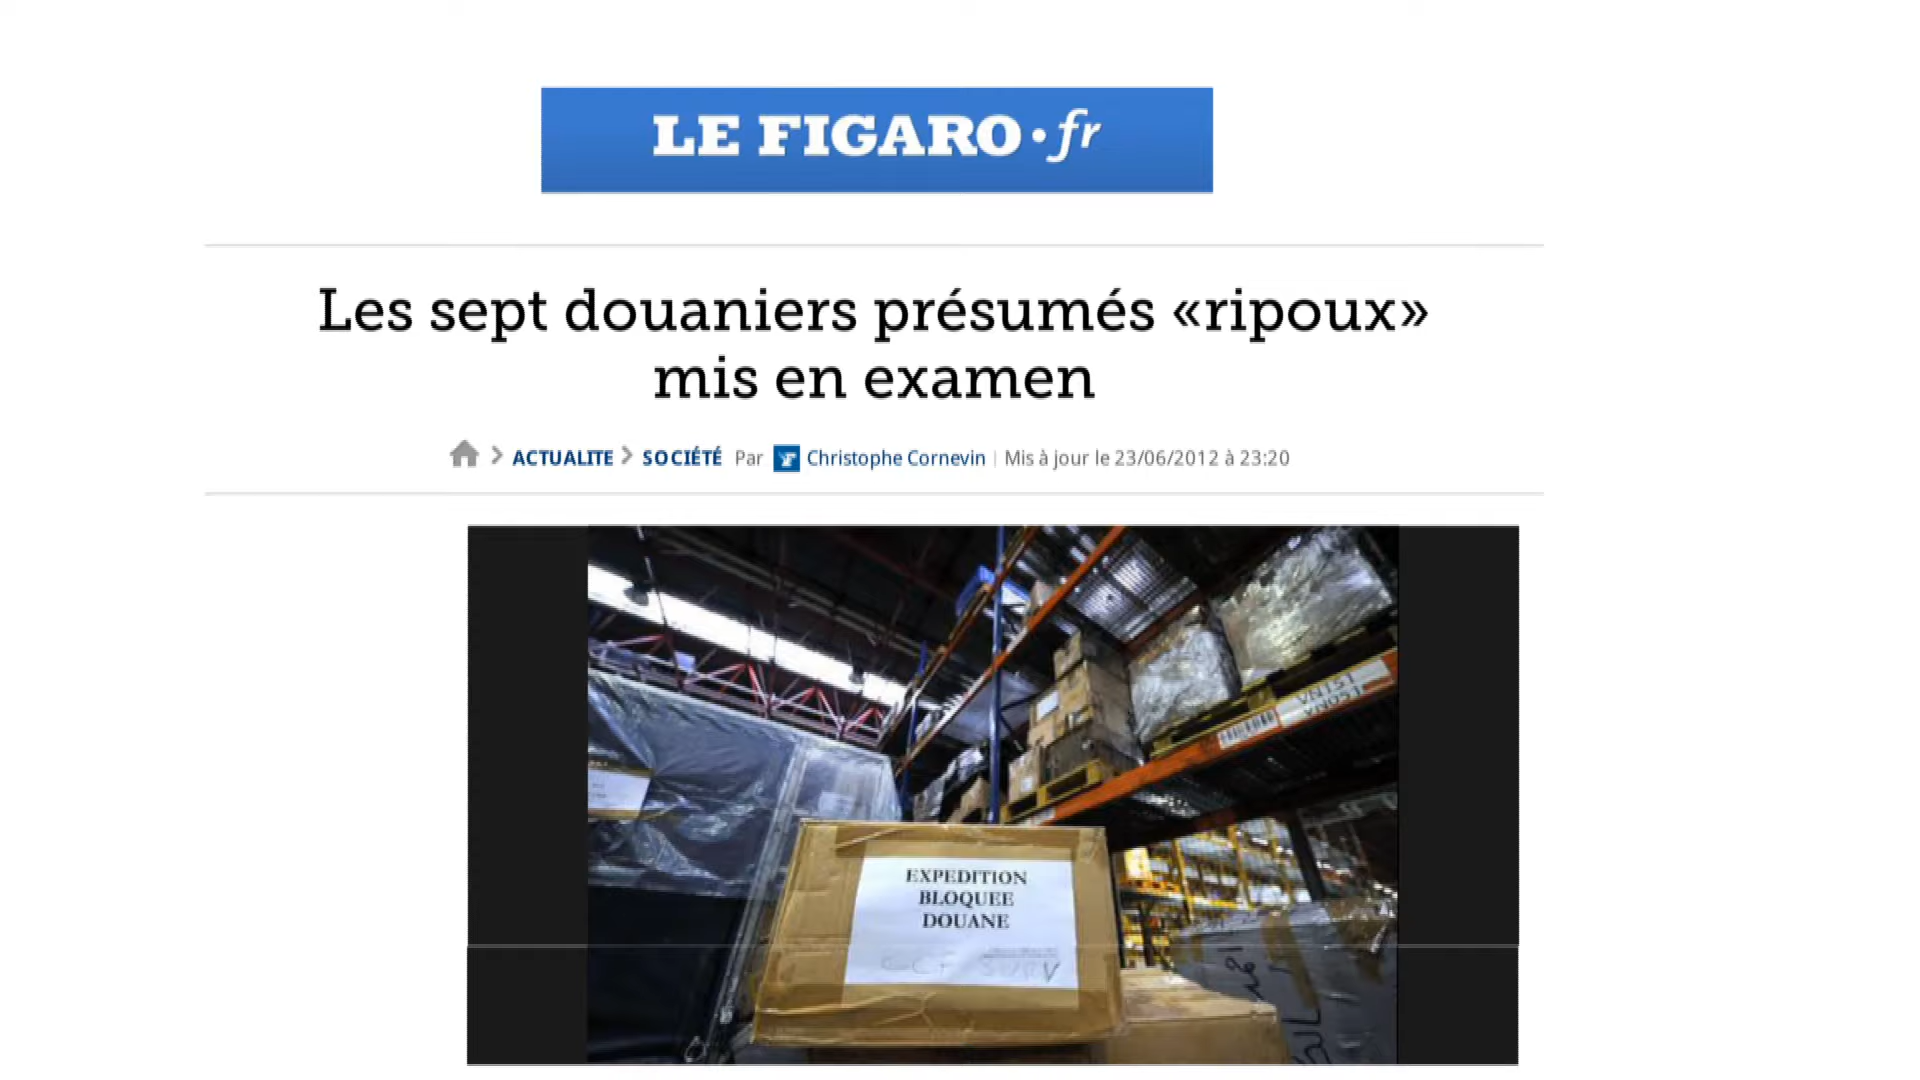 LE FIGARO·fr
Les sept douaniers présumés «ripoux»
mis en examen
ACTUALITE SOCIÉTÉ Par Christophe Cornevin | Mis à jour le 23/06/2012 à 23:20
EXPEDITION
BLOQUEE
DOUANE